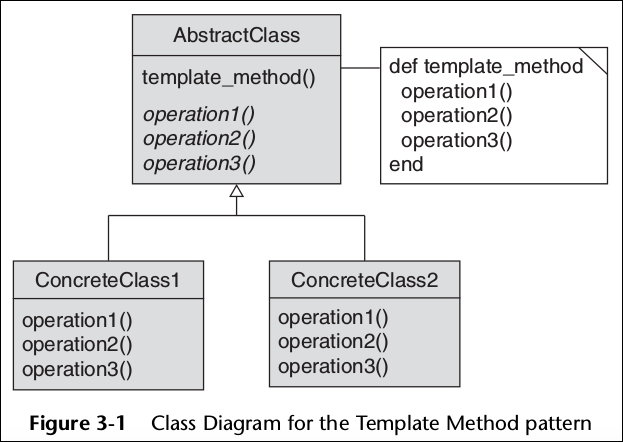 AbstractClass
template_method()
operation1()
operation2()
operation3()
def template_method
operation1()
operation2()
operation3()
end
ConcreteClass1
operation1()
operation2()
operation3()
ConcreteClass2
operation1()
operation2()
operation3()
Figure 3-1 Class Diagram for the Template Method pattern